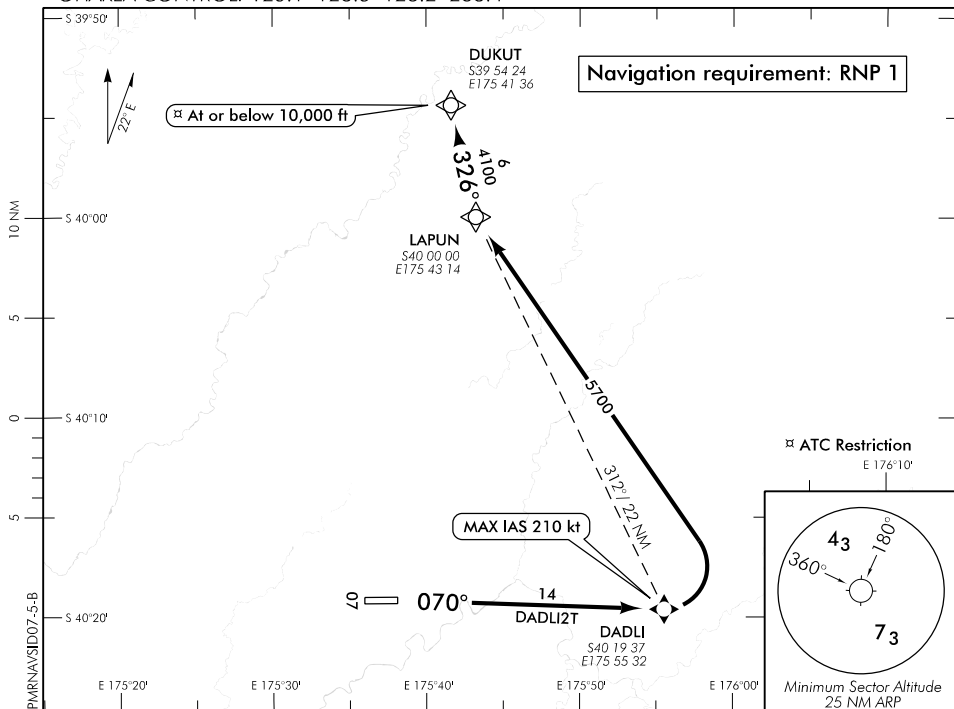 S 39°50'
DUKUT
S39 54 24
E175 41 36
Navigation requirement: RNP 1
22° E
¤ At or below 10,000 ft
6
4100
326°
10 NM
S 40°00'
LAPUN
S40 00 00
E175 43 14
5
5700
0
S 40°10'
¤ ATC Restriction
E 176°10'
312°/ 22 NM
5
MAX IAS 210 kt
43
180°
360°
73
07
070°
14
DADLI2T
S 40°20'
DADLI
S40 19 37
E175 55 32
PMRNAVSID07-5-B
E 175°20'
E 175°30'
E 175°40'
E 175°50'
E 176°00'
Minimum Sector Altitude
25 NM ARP